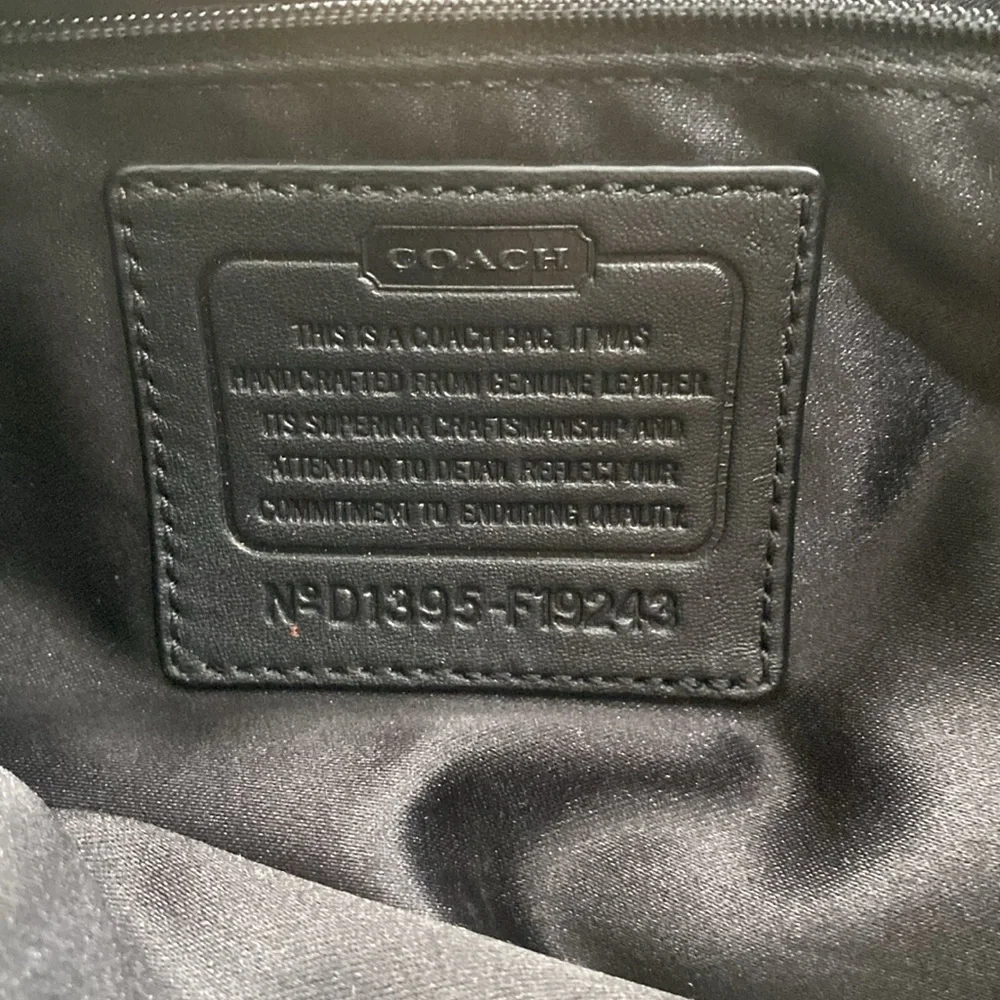 COACH
THIS IS A COACH BAG. IT WAS
HANDCRAFTED FROM GENUINE LEATHER.
ITS SUPERIOR CRAFTSMANSHIP AND
ATTENTION TO DETAIL REFLECT OUR
COMMITMENT TO ENDURING QUALITY.
Nº D1395-F19243